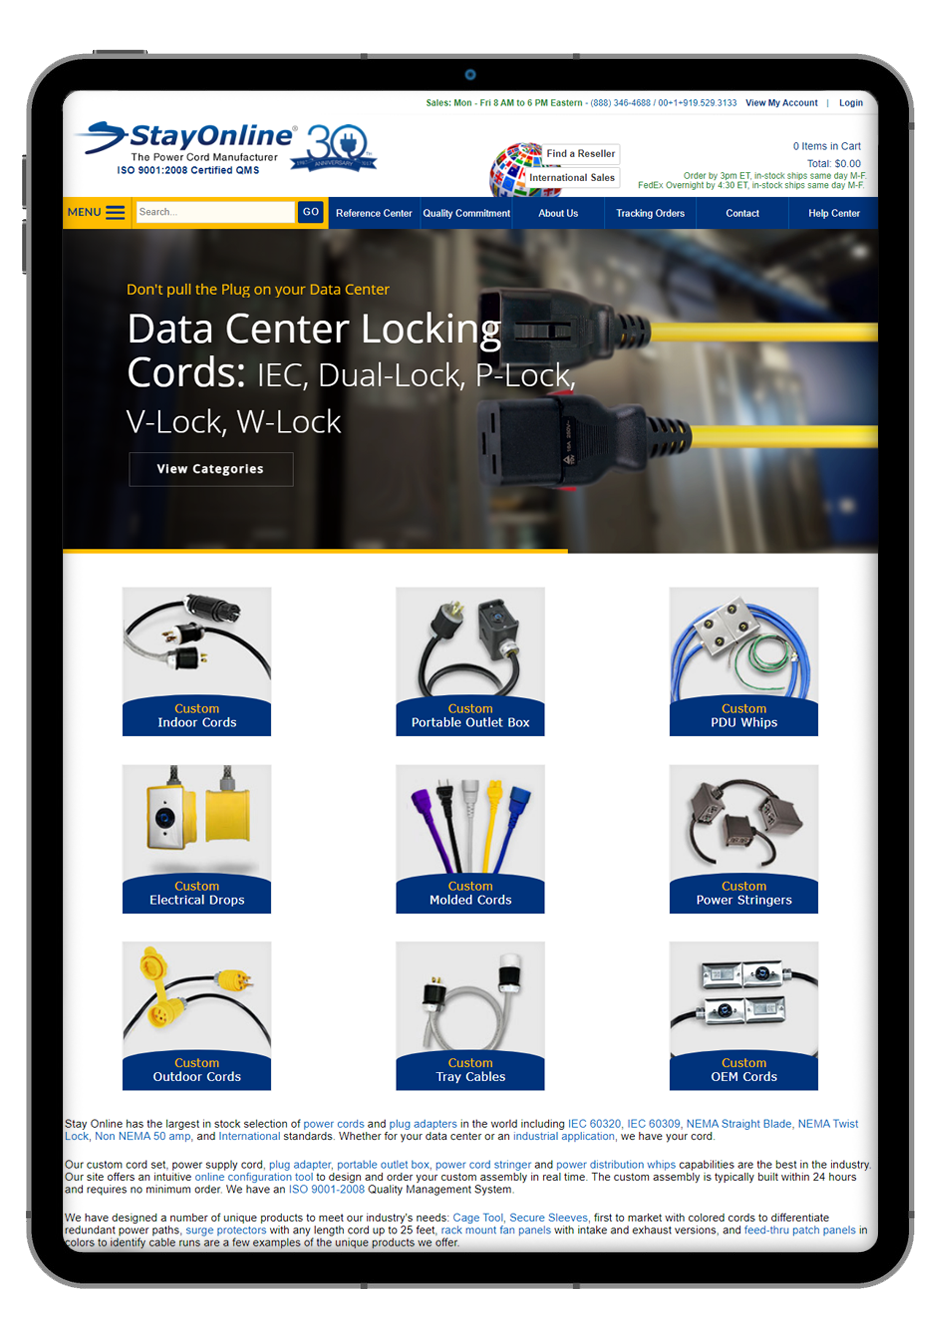 Sales: Mon - Fri 8 AM to 6 PM Eastern - (888) 346-4688 / 00+1+919.529.3133 View My Account | Login
StayOnline®
The Power Cord Manufacturer
ISO 9001:2008 Certified QMS
30
ANNIVERSARY
Find a Reseller
International Sales
0 Items in Cart
Total: $0.00
Order by 3pm ET, in-stock ships same day M-F.
FedEx Overnight by 4:30 ET, in-stock ships same day M-F.
MENU Search... GO Reference Center Quality Commitment About Us Tracking Orders Contact Help Center
Don't pull the Plug on your Data Center
Data Center Locking
Cords: IEC, Dual-Lock, P-Lock,
V-Lock, W-Lock
View Categories
Custom
Indoor Cords
Custom
Portable Outlet Box
Custom
PDU Whips
Custom
Electrical Drops
Custom
Molded Cords
Custom
Power Stringers
Custom
Outdoor Cords
Custom
Tray Cables
Custom
OEM Cords
Stay Online has the largest in stock selection of power cords and plug adapters in the world including IEC 60320, IEC 60309, NEMA Straight Blade, NEMA Twist
Lock, Non NEMA 50 amp, and International standards. Whether for your data center or an industrial application, we have your cord.
Our custom cord set, power supply cord, plug adapter, portable outlet box, power cord stringer and power distribution whips capabilities are the best in the industry.
Our site offers an intuitive online configuration tool to design and order your custom assembly in real time. The custom assembly is typically built within 24 hours
and requires no minimum order. We have an ISO 9001-2008 Quality Management System.
We have designed a number of unique products to meet our industry's needs: Cage Tool, Secure Sleeves, first to market with colored cords to differentiate
redundant power paths, surge protectors with any length cord up to 25 feet, rack mount fan panels with intake and exhaust versions, and feed-thru patch panels in
colors to identify cable runs are a few examples of the unique products we offer.